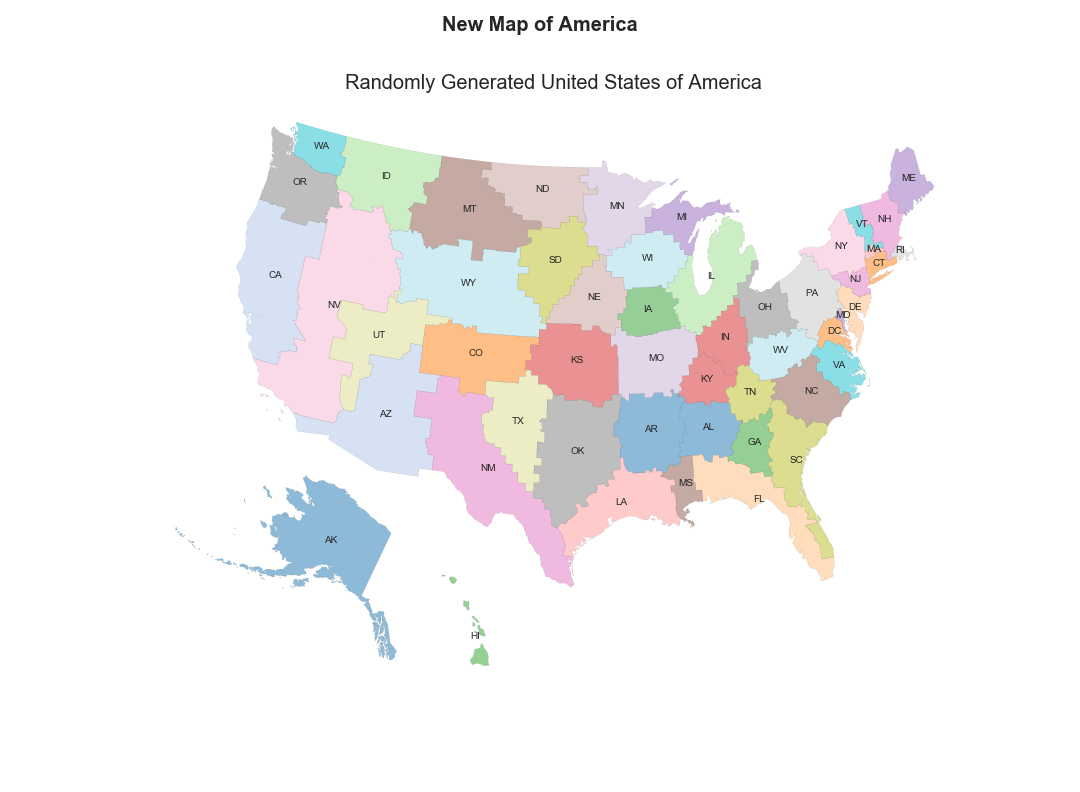 New Map of America
Randomly Generated United States of America
WA
OR
ID
MT
ND
MN
MI
ME
VT
NH
NY
MA
RI
CT
CA
NV
WY
SD
WI
IL
NJ
PA
DE
MD
DC
OH
NE
IA
UT
CO
KS
MO
IN
WV
VA
KY
TN
NC
AZ
NM
TX
OK
AR
AL
GA
SC
LA
MS
FL
AK
HI